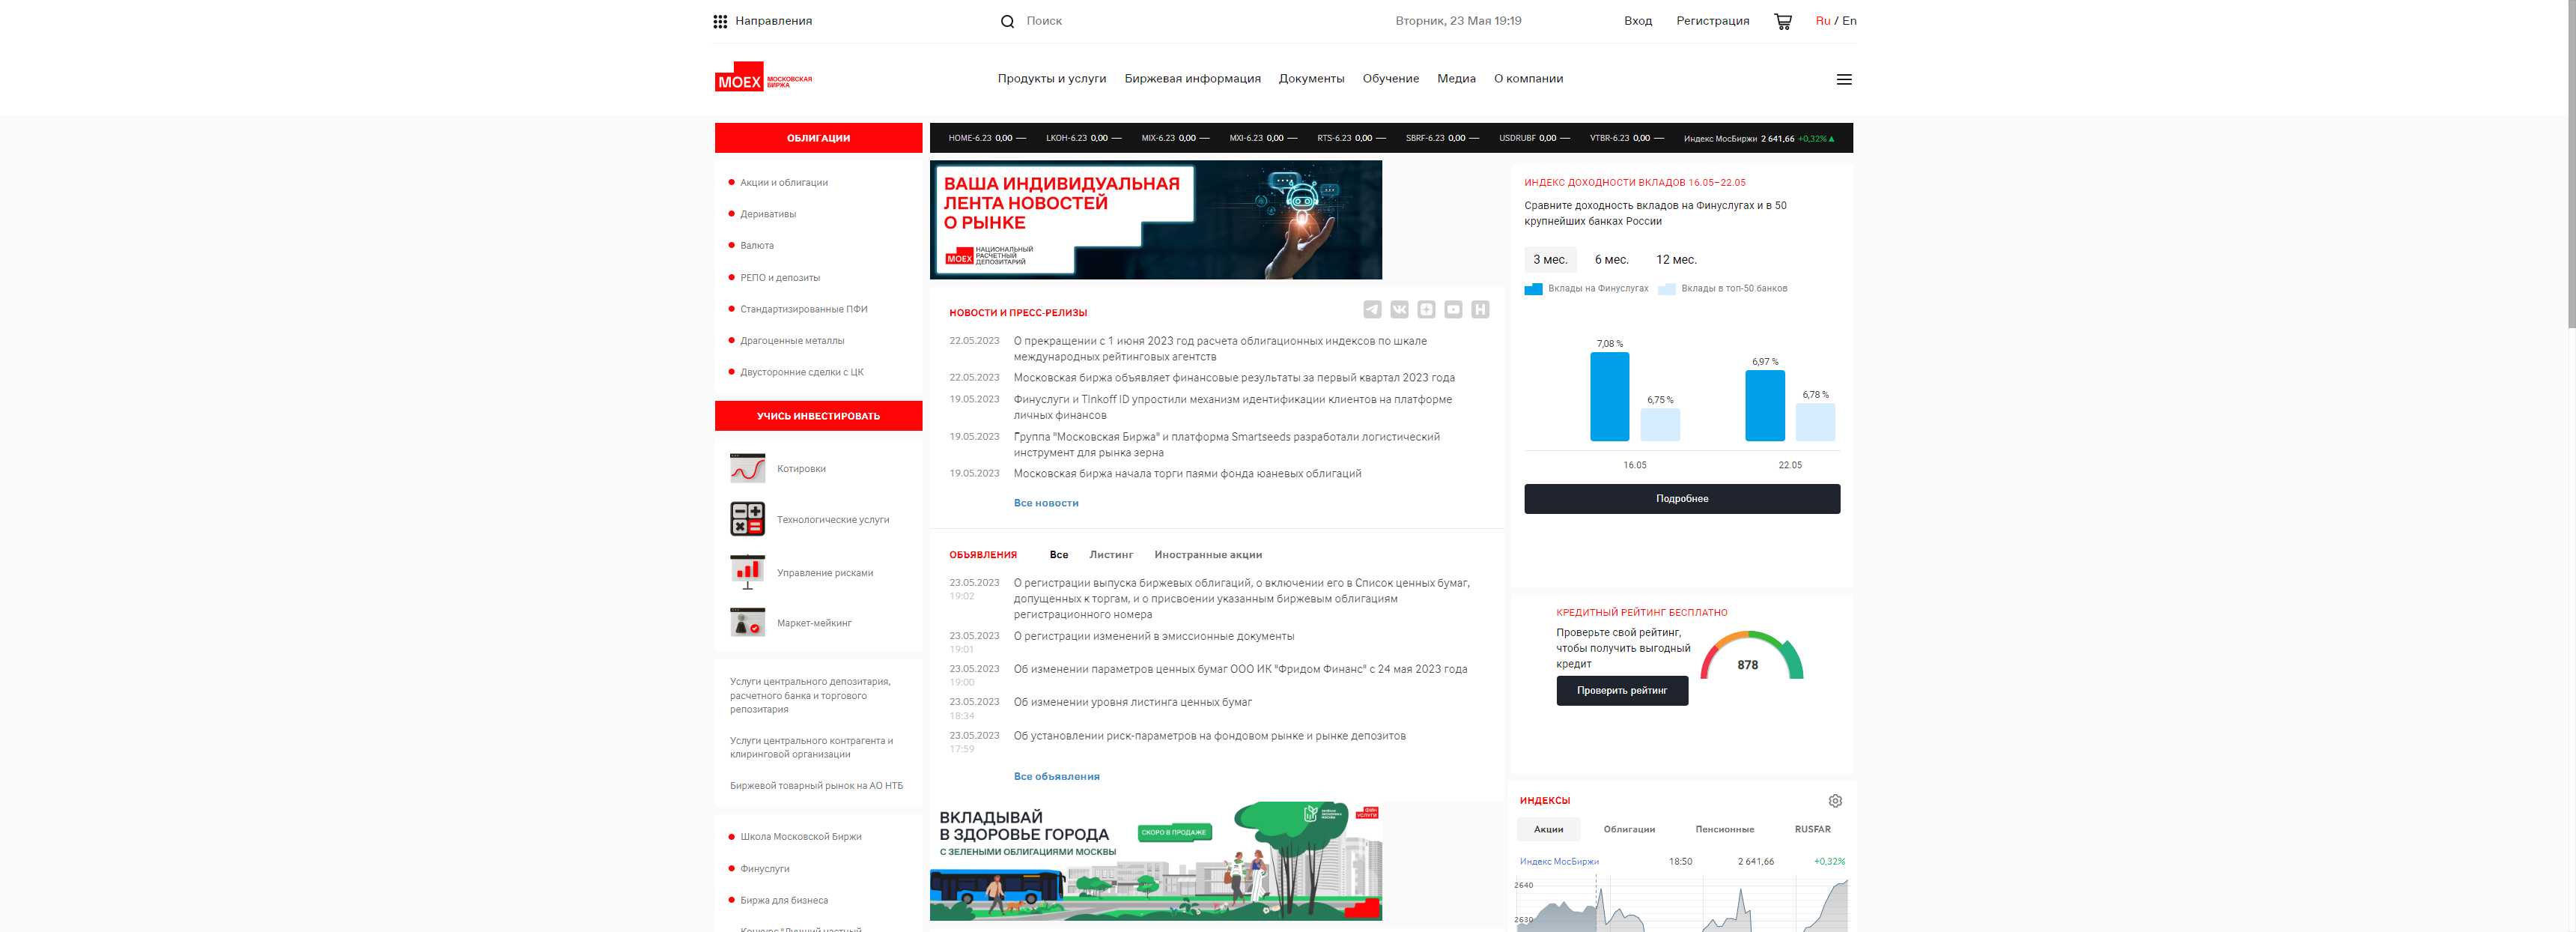 Направления
Поиск
Вторник, 23 Мая 19:19
Вход
Регистрация
Ru / En
MOEX
МОСКОВСКАЯ
БИРЖА
Продукты и услуги
Биржевая информация
Документы
Обучение
Медиа
О компании
ОБЛИГАЦИИ
Акции и облигации
Деривативы
Валюта
РЕПО и депозиты
Стандартизированные ПФИ
Драгоценные металлы
Двусторонние сделки с ЦК
УЧИСЬ ИНВЕСТИРОВАТЬ
Котировки
Технологические услуги
Управление рисками
Маркет-мейкинг
Услуги центрального депозитария,
расчетного банка и торгового
репозитария
Услуги центрального контрагента и
клиринговой организации
Биржевой товарный рынок на АО НТБ
Школа Московской Биржи
Финуслуги
Биржа для бизнеса
Конкурс "Лучший частный
HOME-6.23 0,00 —
LKOH-6.23 0,00 —
MIX-6.23 0,00 —
MXI-6.23 0,00 —
RTS-6.23 0,00 —
SBRF-6.23 0,00 —
USDRUBF 0,00 —
VTBR-6.23 0,00 —
Индекс МосБиржи 2 641,66 +0,32% ▲
ВАША ИНДИВИДУАЛЬНАЯ
ЛЕНТА НОВОСТЕЙ
О РЫНКЕ
MOEX
НАЦИОНАЛЬНЫЙ
РАСЧЕТНЫЙ
ДЕПОЗИТАРИЙ
НОВОСТИ И ПРЕСС-РЕЛИЗЫ
22.05.2023 О прекращении с 1 июня 2023 год расчета облигационных индексов по шкале
международных рейтинговых агентств
22.05.2023 Московская биржа объявляет финансовые результаты за первый квартал 2023 года
19.05.2023 Финуслуги и Tinkoff ID упростили механизм идентификации клиентов на платформе
личных финансов
19.05.2023 Группа "Московская Биржа" и платформа Smartseeds разработали логистический
инструмент для рынка зерна
19.05.2023 Московская биржа начала торги паями фонда юаневых облигаций
Все новости
ОБЪЯВЛЕНИЯ
Все
Листинг
Иностранные акции
23.05.2023 О регистрации выпуска биржевых облигаций, о включении его в Список ценных бумаг,
19:02 допущенных к торгам, и о присвоении указанным биржевым облигациям
регистрационного номера
23.05.2023 О регистрации изменений в эмиссионные документы
19:01
23.05.2023 Об изменении параметров ценных бумаг ООО ИК "Фридом Финанс" с 24 мая 2023 года
19:00
23.05.2023 Об изменении уровня листинга ценных бумаг
18:34
23.05.2023 Об установлении риск-параметров на фондовом рынке и рынке депозитов
17:59
Все объявления
ВКЛАДЫВАЙ
В ЗДОРОВЬЕ ГОРОДА
С ЗЕЛЕНЫМИ ОБЛИГАЦИЯМИ МОСКВЫ
СКОРО В ПРОДАЖЕ
ФИН
УСЛУГИ
ИНДЕКС ДОХОДНОСТИ ВКЛАДОВ 16.05–22.05
Сравните доходность вкладов на Финуслугах и в 50
крупнейших банках России
3 мес.
6 мес.
12 мес.
Вклады на Финуслугах
Вклады в топ-50 банков
7,08 %
6,75 %
6,97 %
6,78 %
16.05
22.05
Подробнее
КРЕДИТНЫЙ РЕЙТИНГ БЕСПЛАТНО
Проверьте свой рейтинг,
чтобы получить выгодный
кредит
878
Проверить рейтинг
ИНДЕКСЫ
Акции
Облигации
Пенсионные
RUSFAR
Индекс МосБиржи 18:50 2 641,66 +0,32%
2640
2630